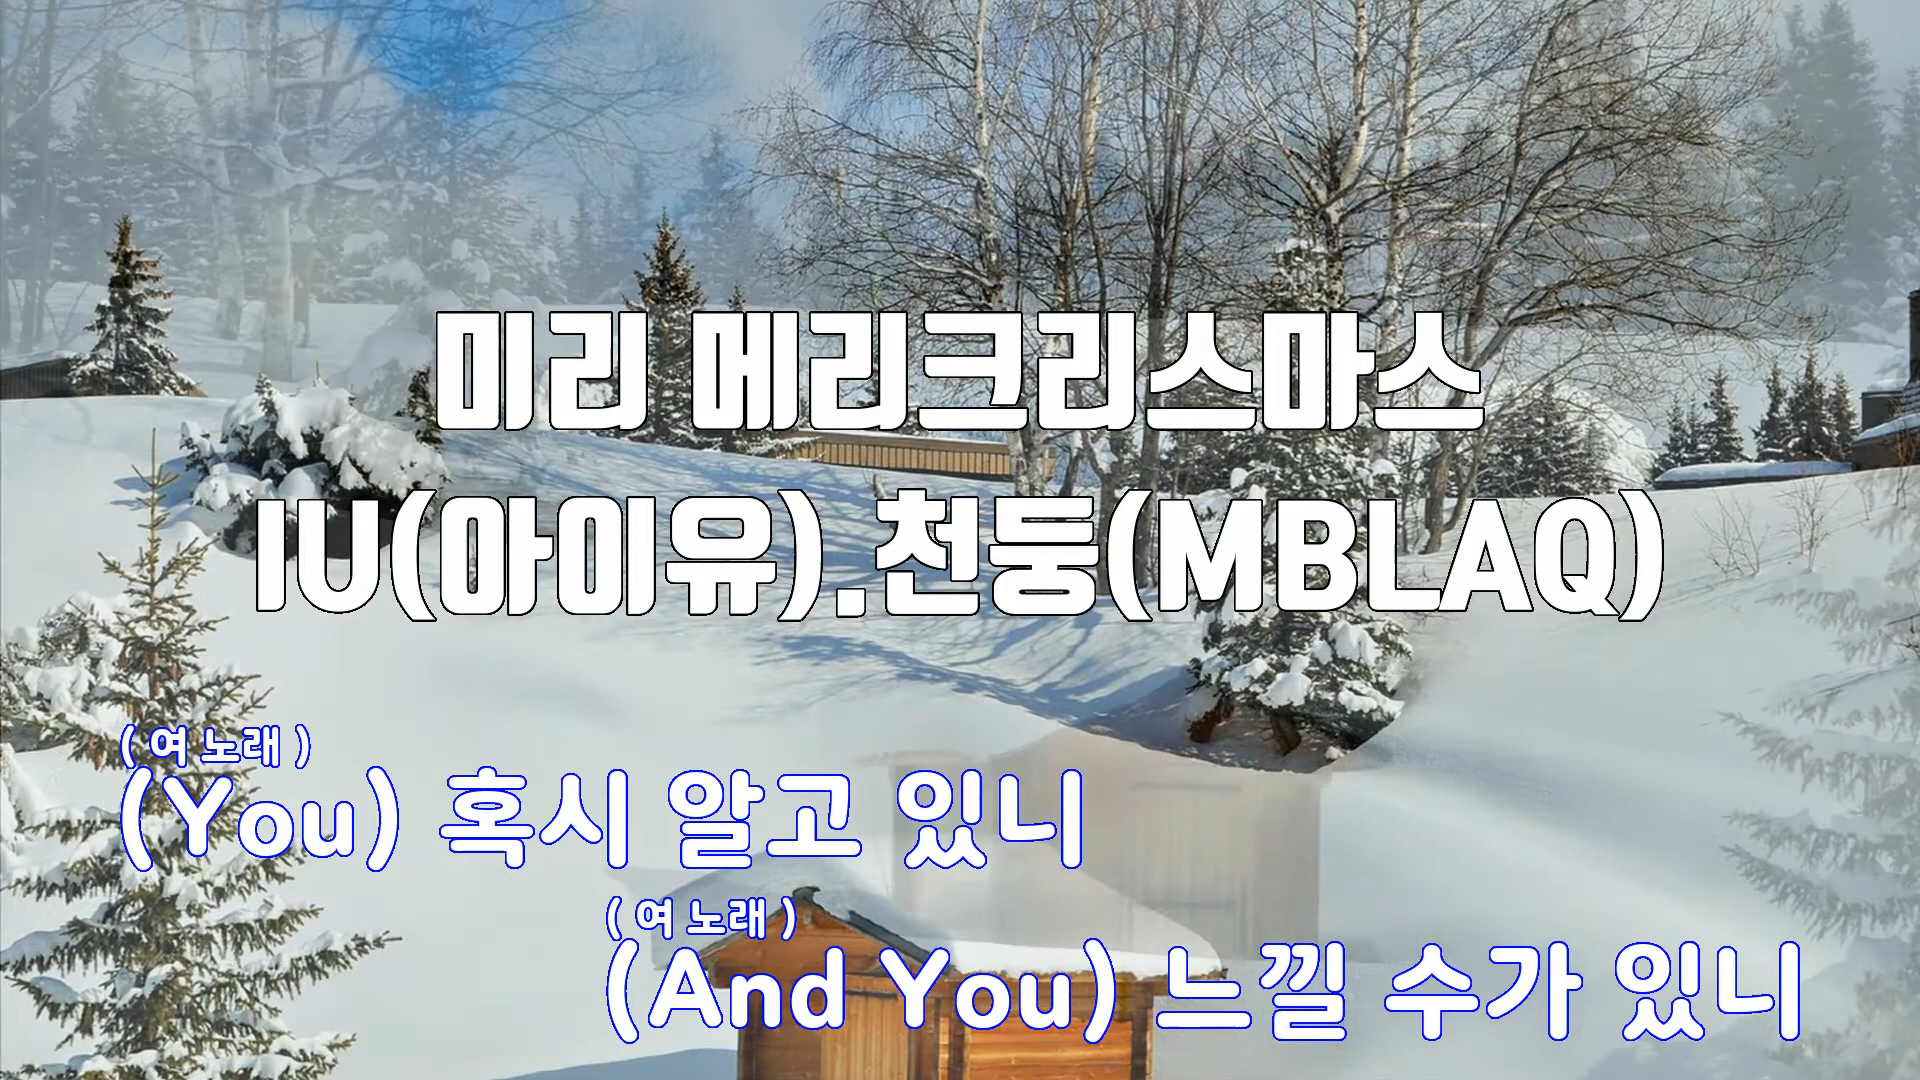 미리 메리크리스마스
IU(아이유).천둥(MBLAQ)
( 여 노래 )
(You) 혹시 알고 있니
( 여 노래 )
(And You) 느낄 수가 있니